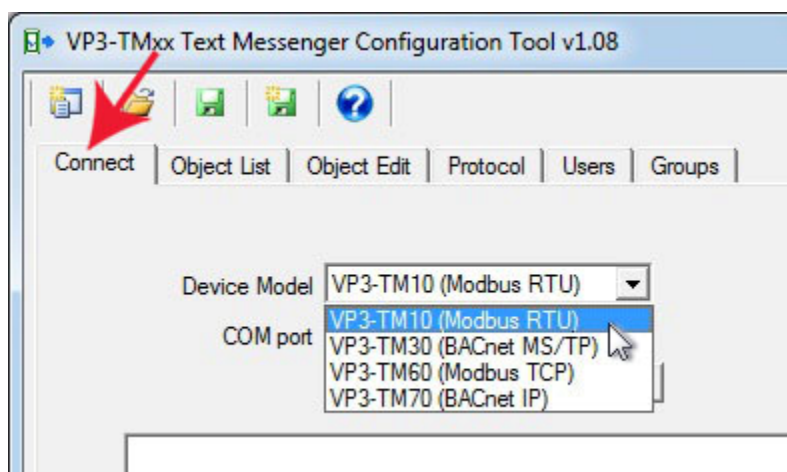 VP3-TMxx Text Messenger Configuration Tool v1.08
Connect Object List Object Edit Protocol Users Groups
Device Model VP3-TM10 (Modbus RTU)
COM port
VP3-TM10 (Modbus RTU)
VP3-TM30 (BACnet MS/TP)
VP3-TM60 (Modbus TCP)
VP3-TM70 (BACnet IP)